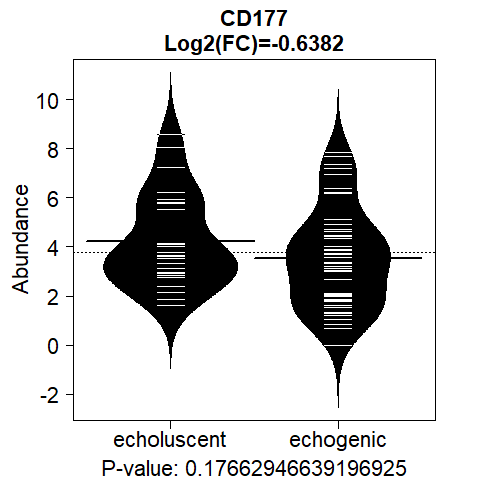 CD177
Log2(FC)=-0.6382
Abundance
10
8
6
4
2
0
-2
echoluscent echogenic
P-value: 0.17662946639196925